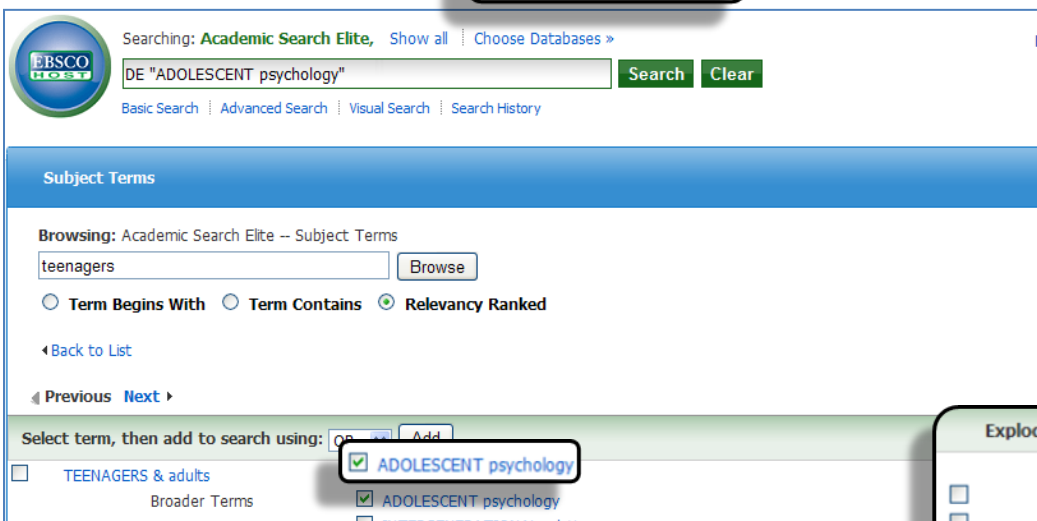 Searching: Academic Search Elite, Show all Choose Databases »
EBSCO
HOST
DE "ADOLESCENT psychology" Search Clear
Basic Search Advanced Search Visual Search Search History
Subject Terms
Browsing: Academic Search Elite -- Subject Terms
teenagers Browse
Term Begins With Term Contains Relevancy Ranked
Back to List
Previous Next
Select term, then add to search using: OR Add
ADOLESCENT psychology
TEENAGERS & adults
Broader Terms ADOLESCENT psychology